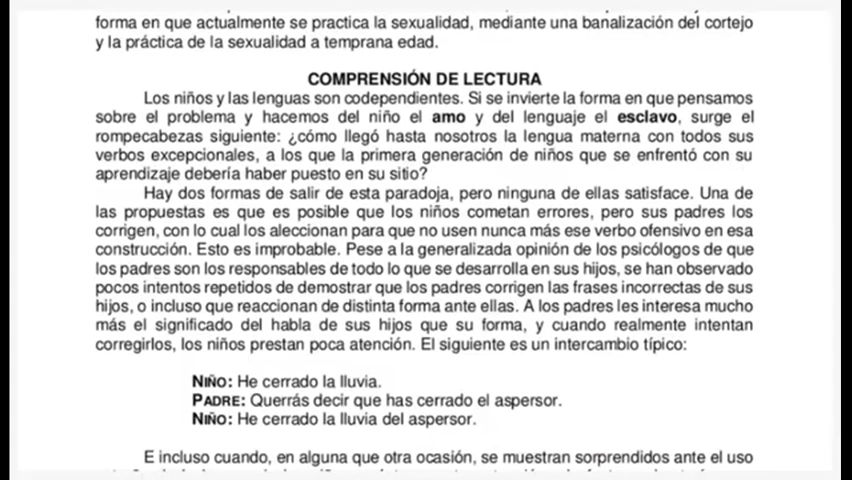 forma en que actualmente se practica la sexualidad, mediante una banalización del cortejo
y la práctica de la sexualidad a temprana edad.
COMPRENSIÓN DE LECTURA
Los niños y las lenguas son codependientes. Si se invierte la forma en que pensamos
sobre el problema y hacemos del niño el amo y del lenguaje el esclavo, surge el
rompecabezas siguiente: ¿cómo llegó hasta nosotros la lengua materna con todos sus
verbos excepcionales, a los que la primera generación de niños que se enfrentó con su
aprendizaje debería haber puesto en su sitio?
Hay dos formas de salir de esta paradoja, pero ninguna de ellas satisface. Una de
las propuestas es que es posible que los niños cometan errores, pero sus padres los
corrigen, con lo cual los aleccionan para que no usen nunca más ese verbo ofensivo en esa
construcción. Esto es improbable. Pese a la generalizada opinión de los psicólogos de que
los padres son los responsables de todo lo que se desarrolla en sus hijos, se han observado
pocos intentos repetidos de demostrar que los padres corrigen las frases incorrectas de sus
hijos, o incluso que reaccionan de distinta forma ante ellas. A los padres les interesa mucho
más el significado del habla de sus hijos que su forma, y cuando realmente intentan
corregirlos, los niños prestan poca atención. El siguiente es un intercambio típico:
NIÑO: He cerrado la lluvia.
PADRE: Querrás decir que has cerrado el aspersor.
NIÑO: He cerrado la lluvia del aspersor.
E incluso cuando, en alguna que otra ocasión, se muestran sorprendidos ante el uso